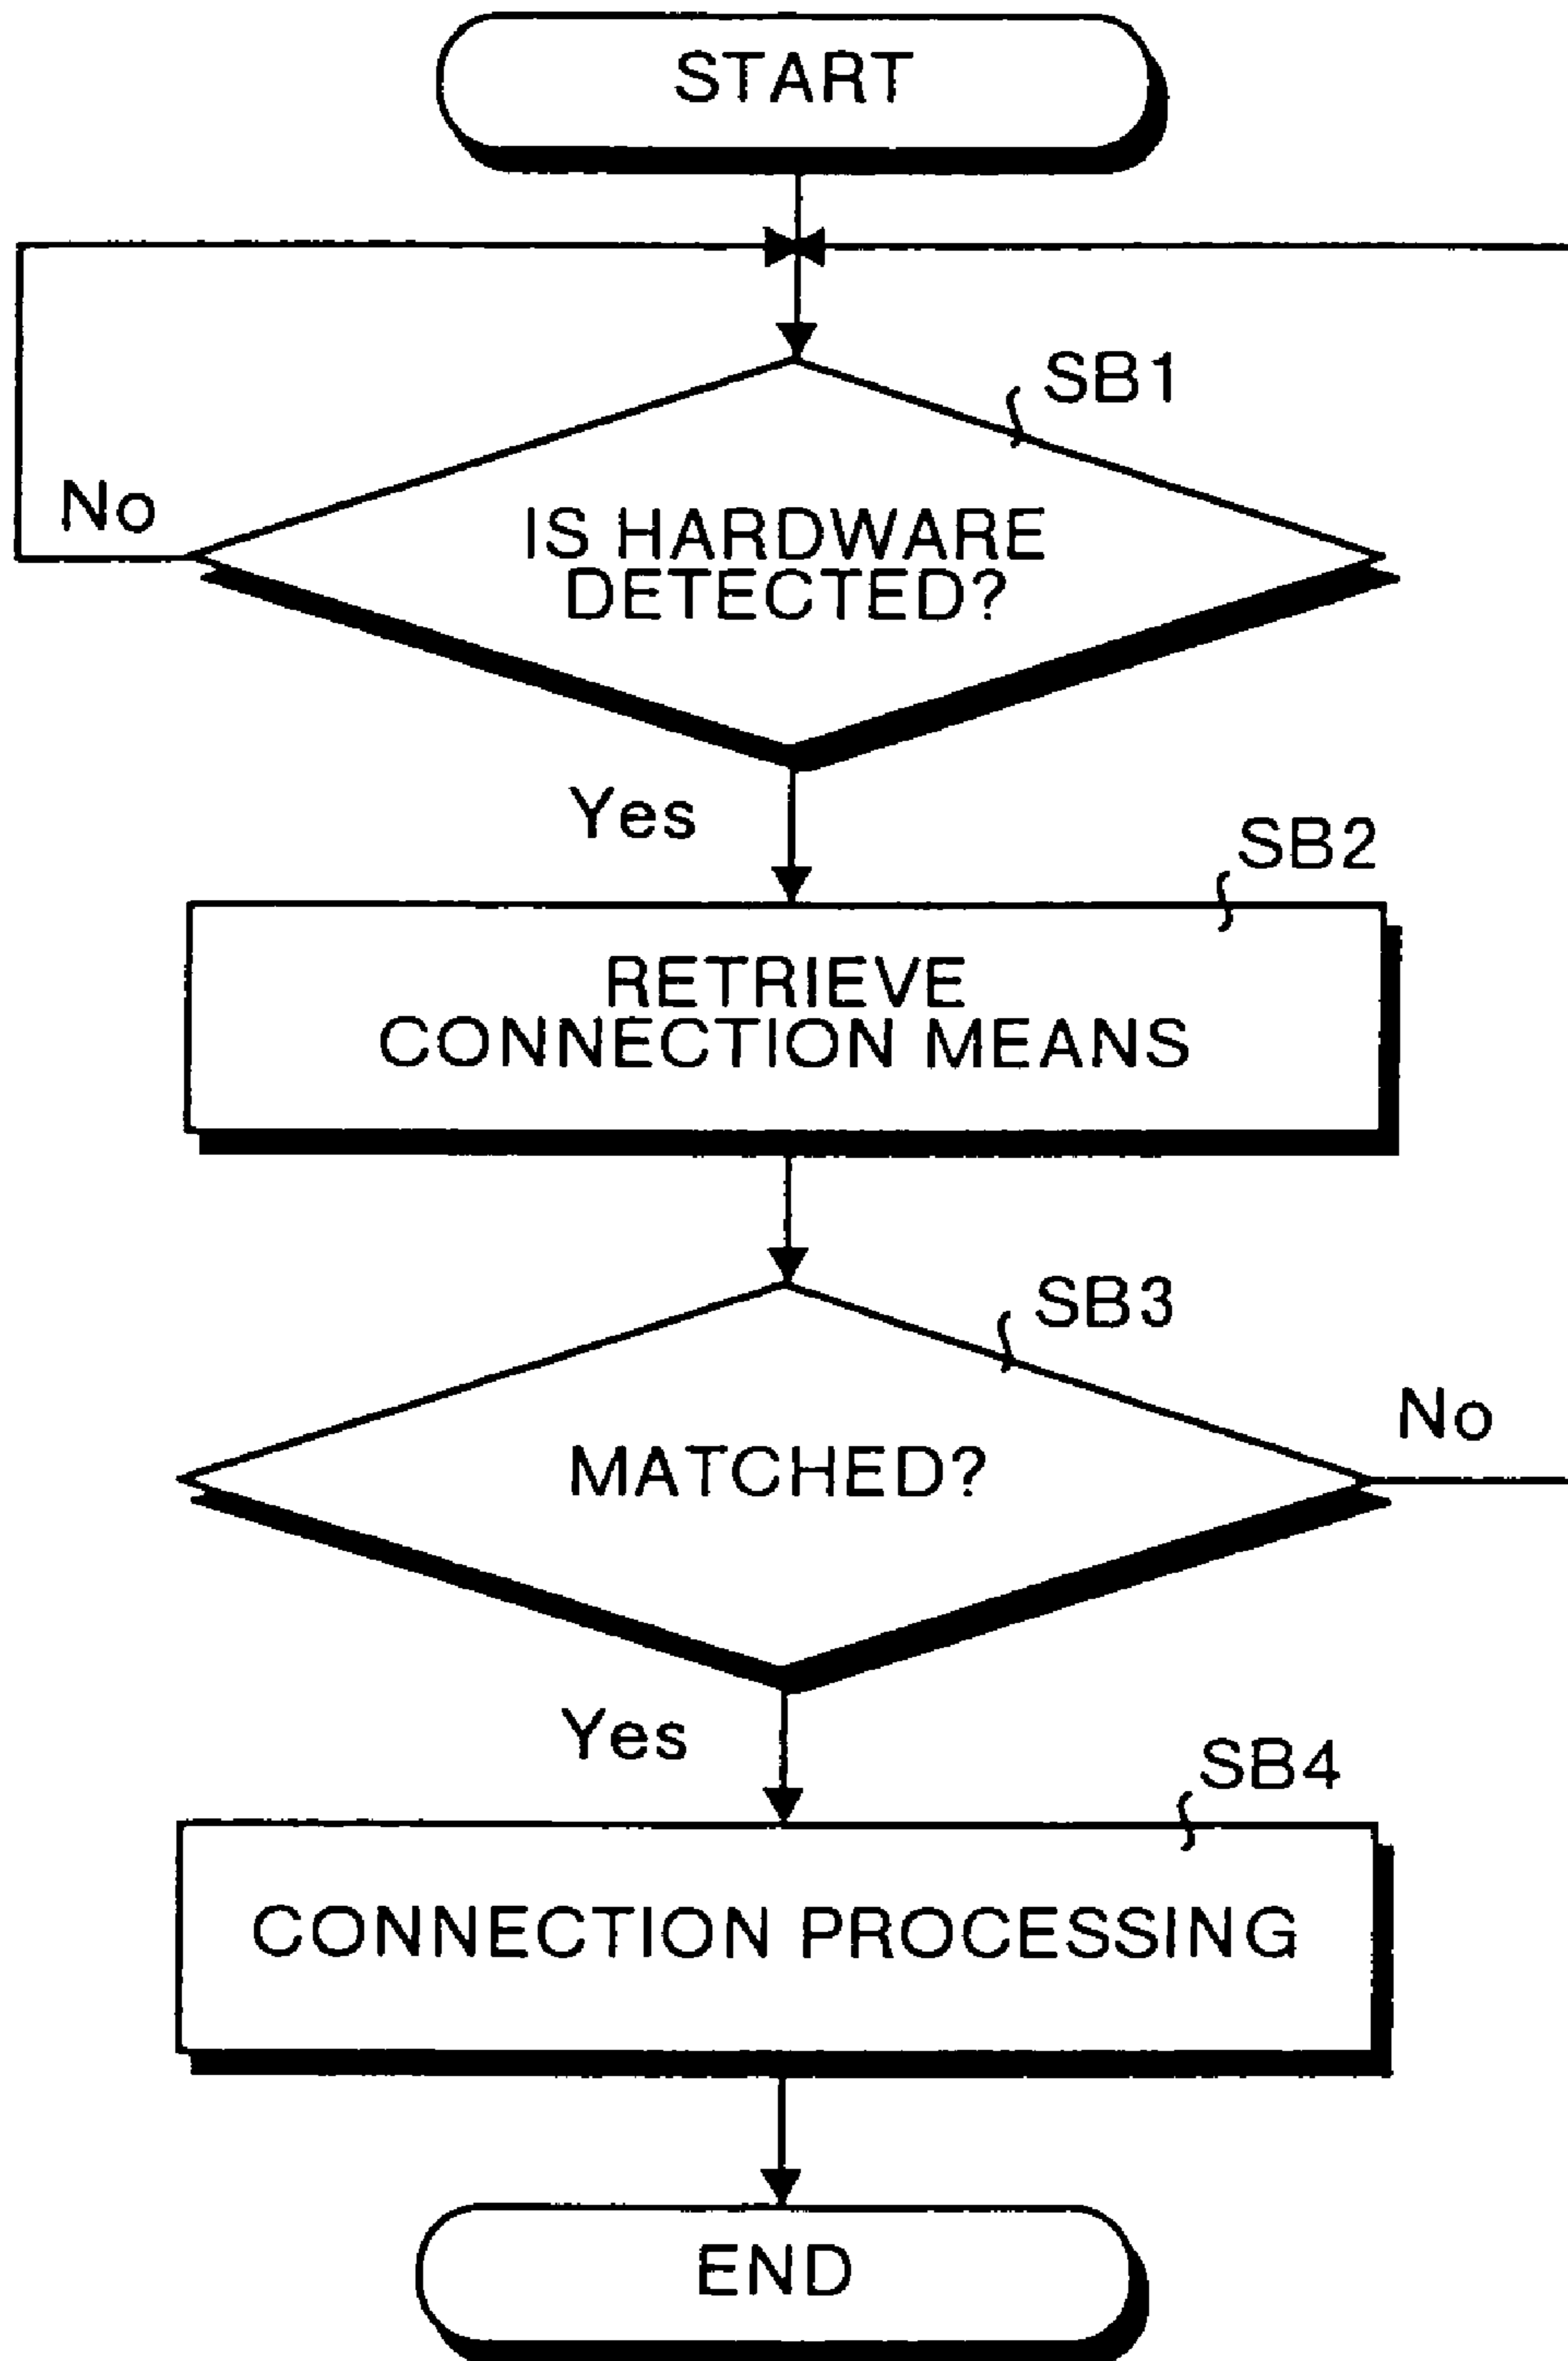 START
SB1
No
IS HARDWARE
DETECTED?
Yes
SB2
RETRIEVE
CONNECTION MEANS
SB3
No
MATCHED?
Yes
SB4
CONNECTION PROCESSING
END